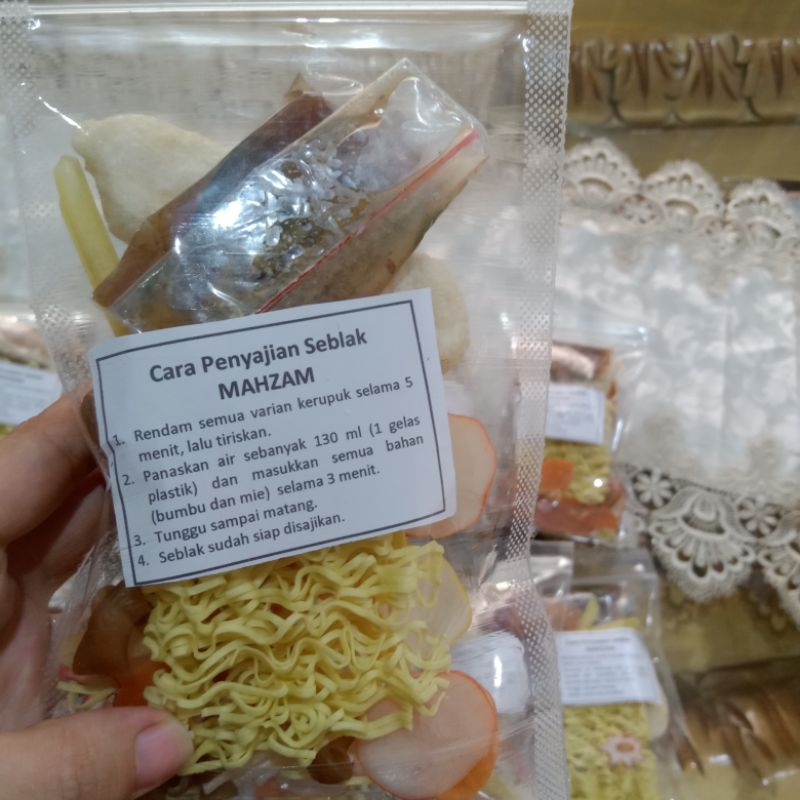 Cara Penyajian Seblak
MAHZAM
1. Rendam semua varian kerupuk selama 5
menit, lalu tiriskan.
2. Panaskan air sebanyak 130 ml (1 gelas
plastik) dan masukkan semua bahan
(bumbu dan mie) selama 3 menit.
3. Tunggu sampai matang.
4. Seblak sudah siap disajikan.